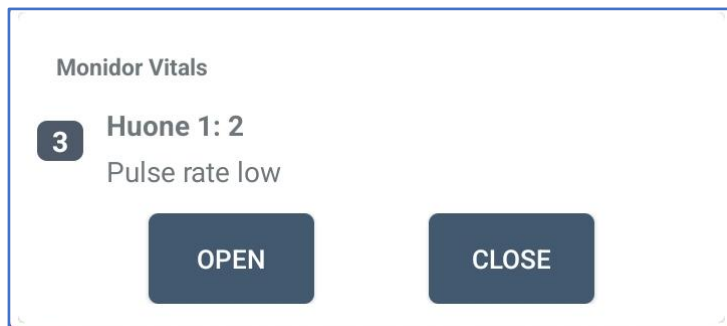 Monidor Vitals
3
Huone 1: 2
Pulse rate low
OPEN
CLOSE